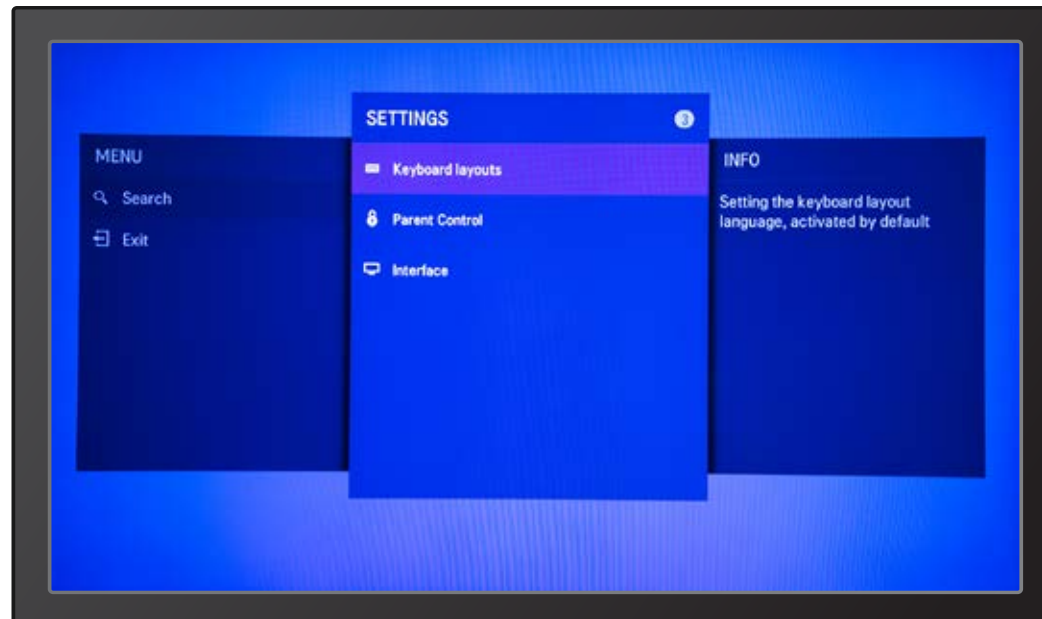 MENU
Search
Exit
SETTINGS
3
Keyboard layouts
Parent Control
Interface
INFO
Setting the keyboard layout
language, activated by default